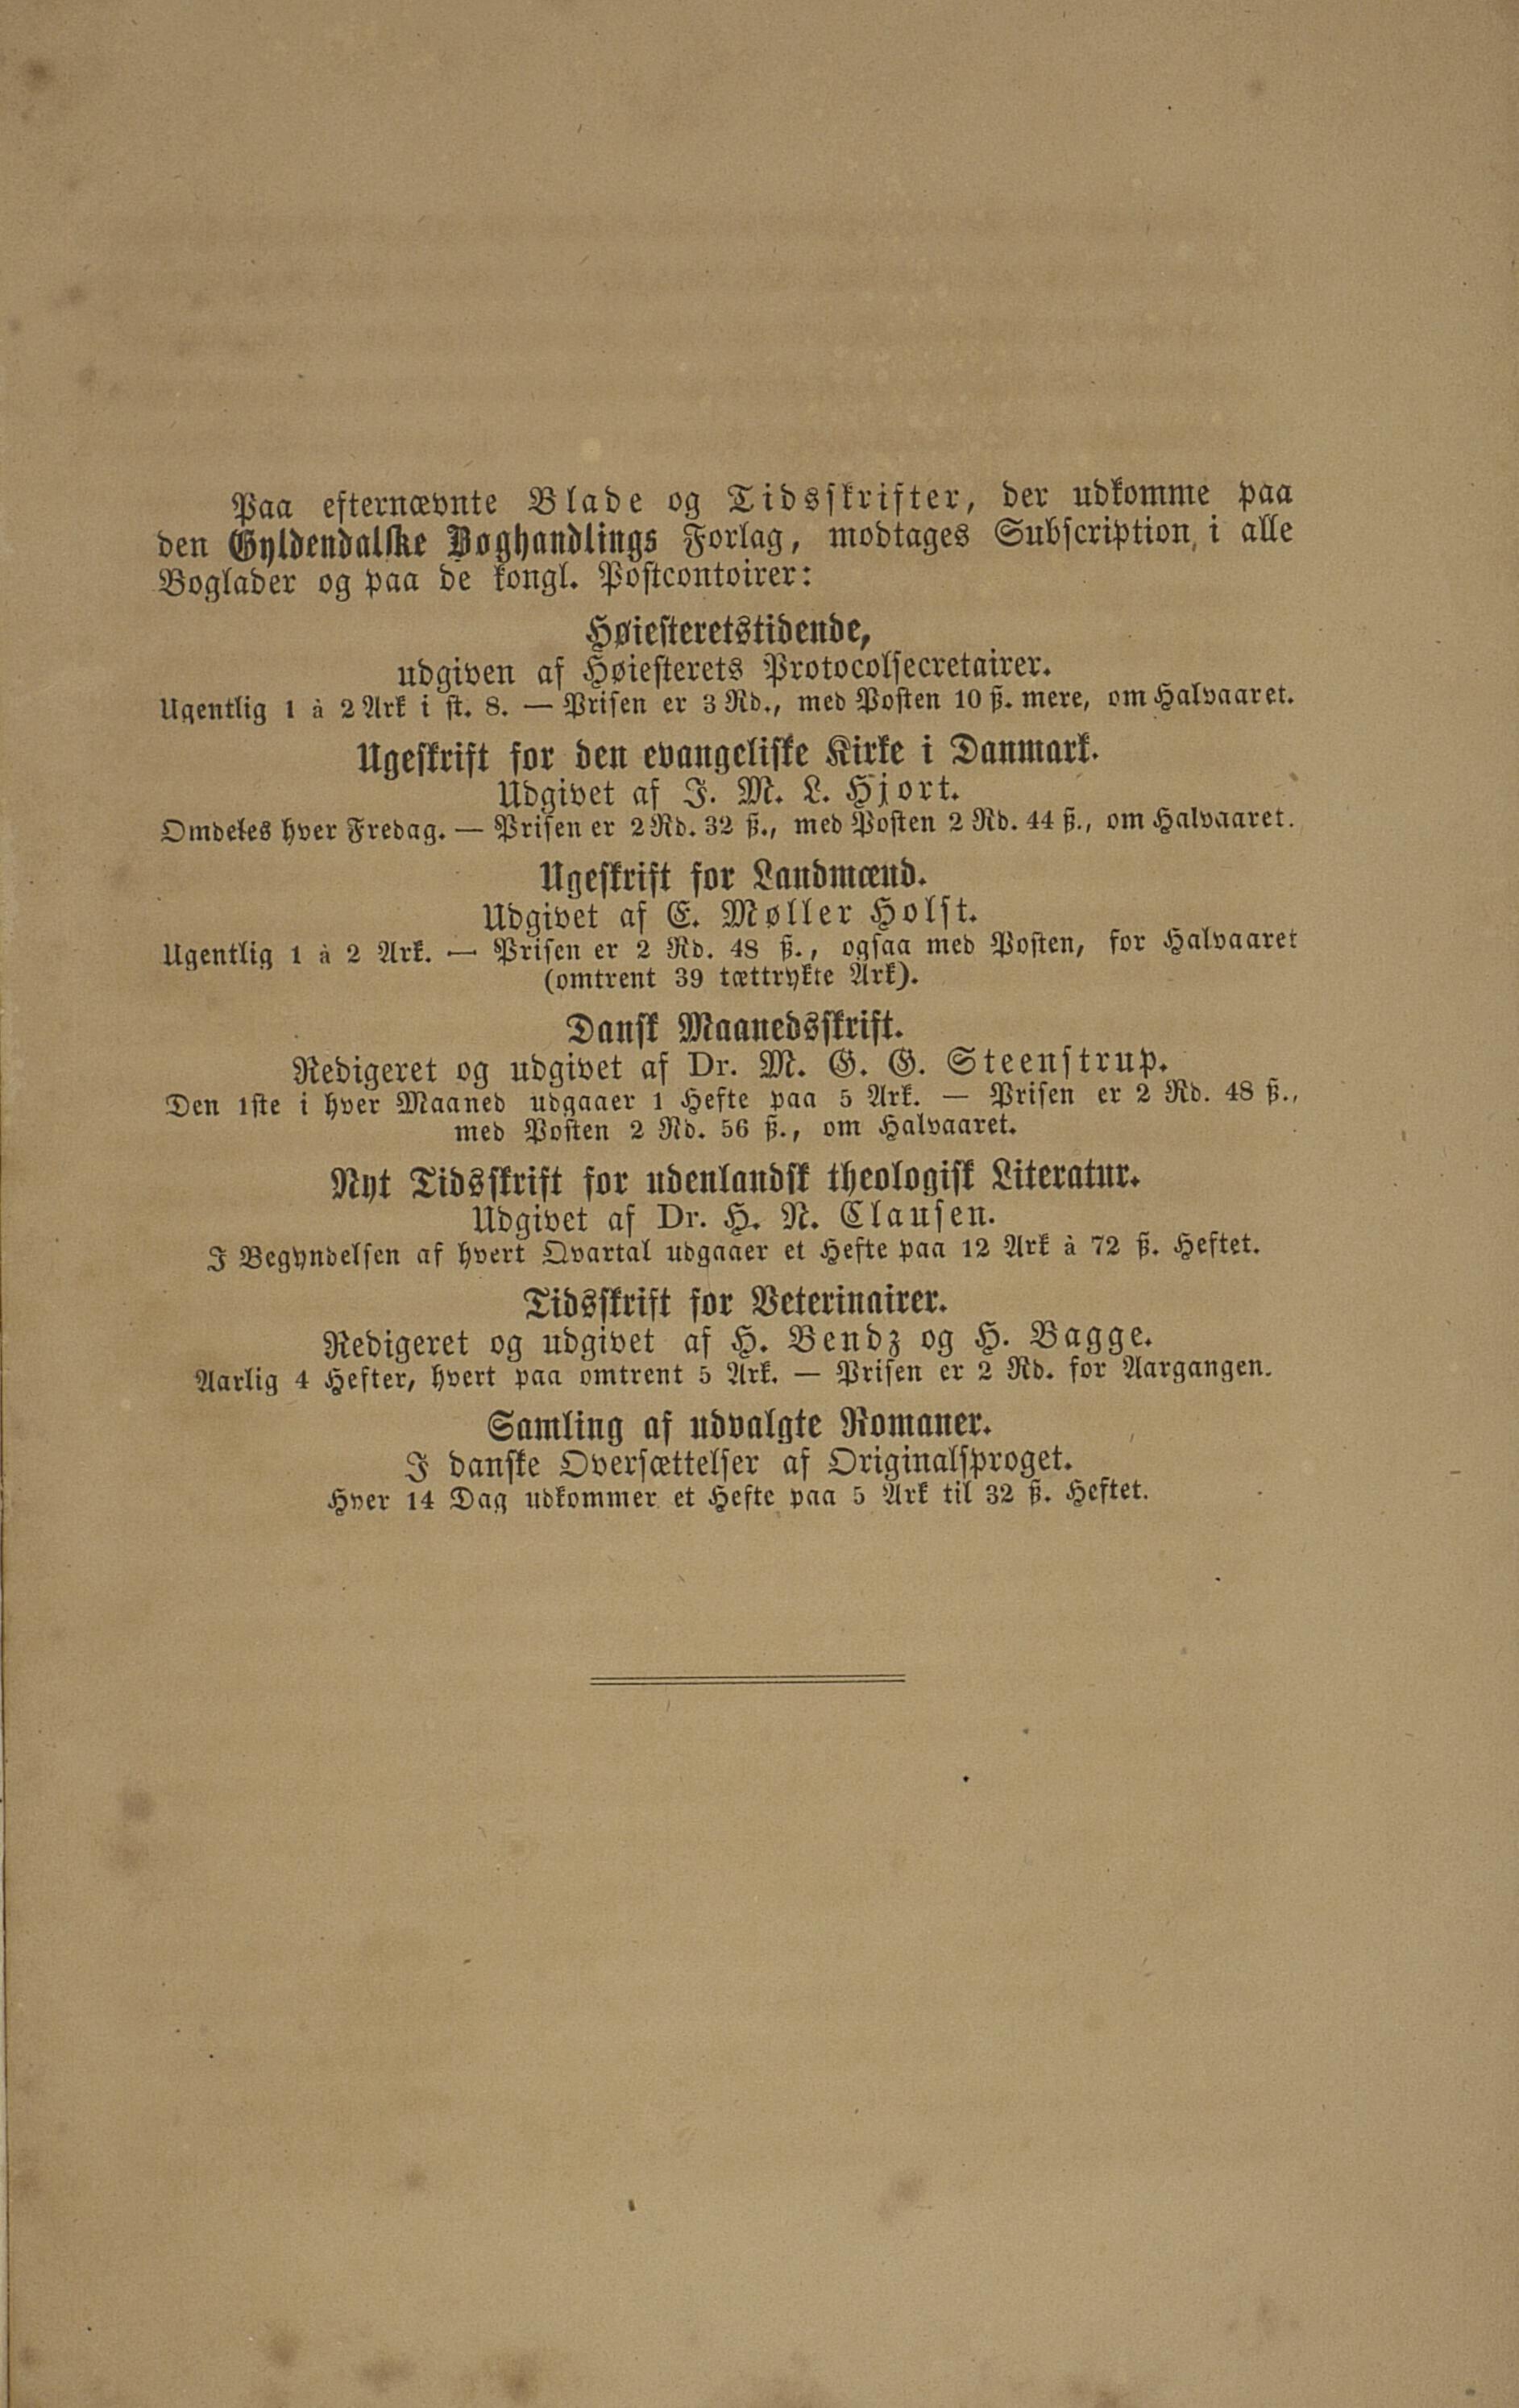 Paa efternævnte Blade og Tidsskrifter, der udkomme paa
den Gyldendalske Boghandlings Forlag, modtages Subscription, i alle
Boglader og paa de kongl. Postcontoirer:
Høiesteretstidende,
udgiven af Høiesterets Protocolsecretairer.
Ugentlig 1 à 2 Ark i st. 8. — Prisen er 3 Rd., med Posten 10 ß. mere, om Halvaaret.
Ugeskrift for den evangeliske Kirke i Danmark.
Udgivet af J. M. L. Hjort.
Omdeles hver Fredag. — Prisen er 2 Rd. 32 ß., med Posten 2 Rd. 44 ß., om Halvaaret.
Ugeskrift for Landmænd.
Udgivet af E. Møller Holst.
Ugentlig 1 à 2 Ark. — Prisen er 2 Rd. 48 ß., ogsaa med Posten, for Halvaaret
(omtrent 39 tættrykte Ark).
Dansk Maanedsskrift.
Redigeret og udgivet af Dr. M. G. G. Steenstrup.
Den 1ste i hver Maaned udgaaer 1 Hefte paa 5 Ark. — Prisen er 2 Rd. 48 ß.,
med Posten 2 Rd. 56 ß., om Halvaaret.
Nyt Tidsskrift for udenlandsk theologisk Literatur.
Udgivet af Dr. H. N. Clausen.
I Begyndelsen af hvert Qvartal udgaaer et Hefte paa 12 Ark à 72 ß. Heftet.
Tidsskrift for Veterinairer.
Redigeret og udgivet af H. Bendz og H. Bagge.
Aarlig 4 Hefter, hvert paa omtrent 5 Ark. — Prisen er 2 Rd. for Aargangen.
Samling af udvalgte Romaner.
I danske Oversættelser af Originalsproget.
Hver 14 Dag udkommer et Hefte paa 5 Ark til 32 ß. Heftet.